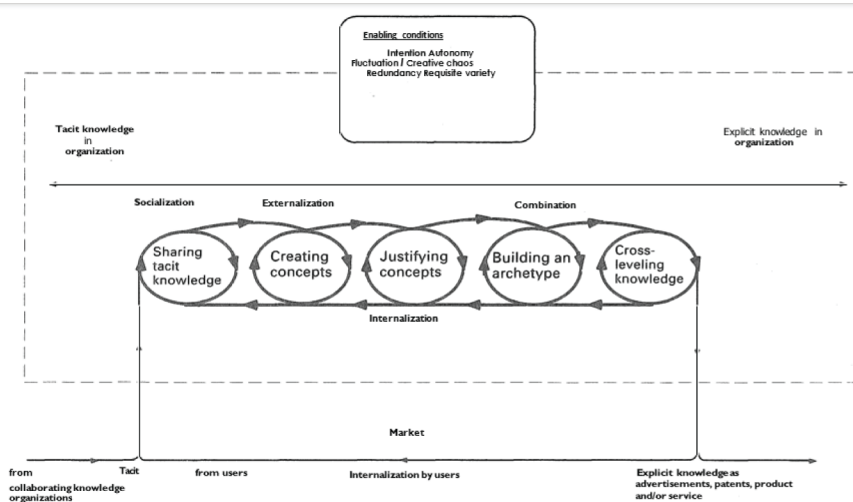 Enabling conditions
Intention Autonomy
Fluctuation / Creative chaos
Redundancy Requisite variety
Tacit knowledge
in
organization
Explicit knowledge in
organization
Socialization
Externalization
Combination
Sharing
tacit
knowledge
Creating
concepts
Justifying
concepts
Building an
archetype
Cross-
leveling
knowledge
Internalization
Market
from
Tacit
from users
Internalization by users
Explicit knowledge as
collaborating knowledge
advertisements, patents, product
organizations
and/or service